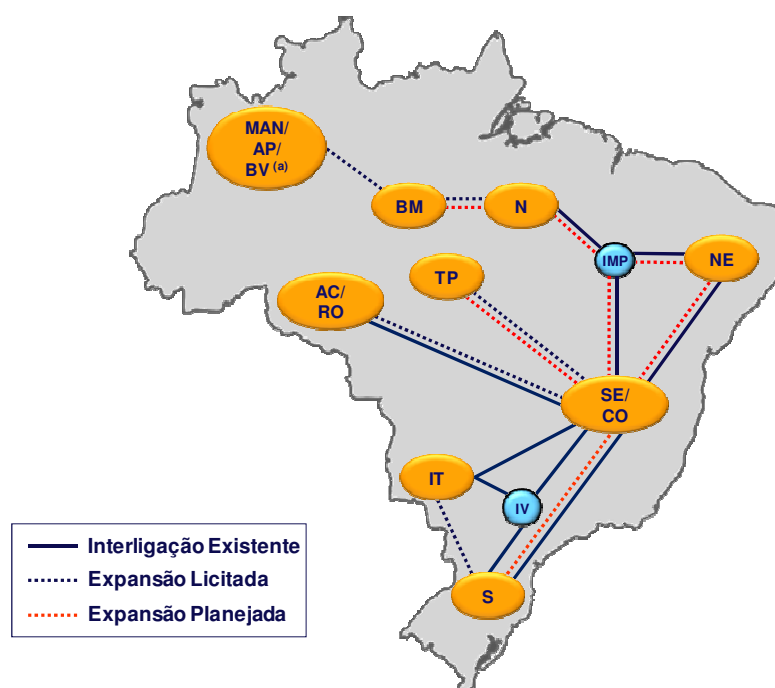 MAN/
AP/
BV (a)
BM
N
IMP
NE
TP
AC/
RO
SE/
CO
IT
IV
S
Interligação Existente
Expansão Licitada
Expansão Planejada